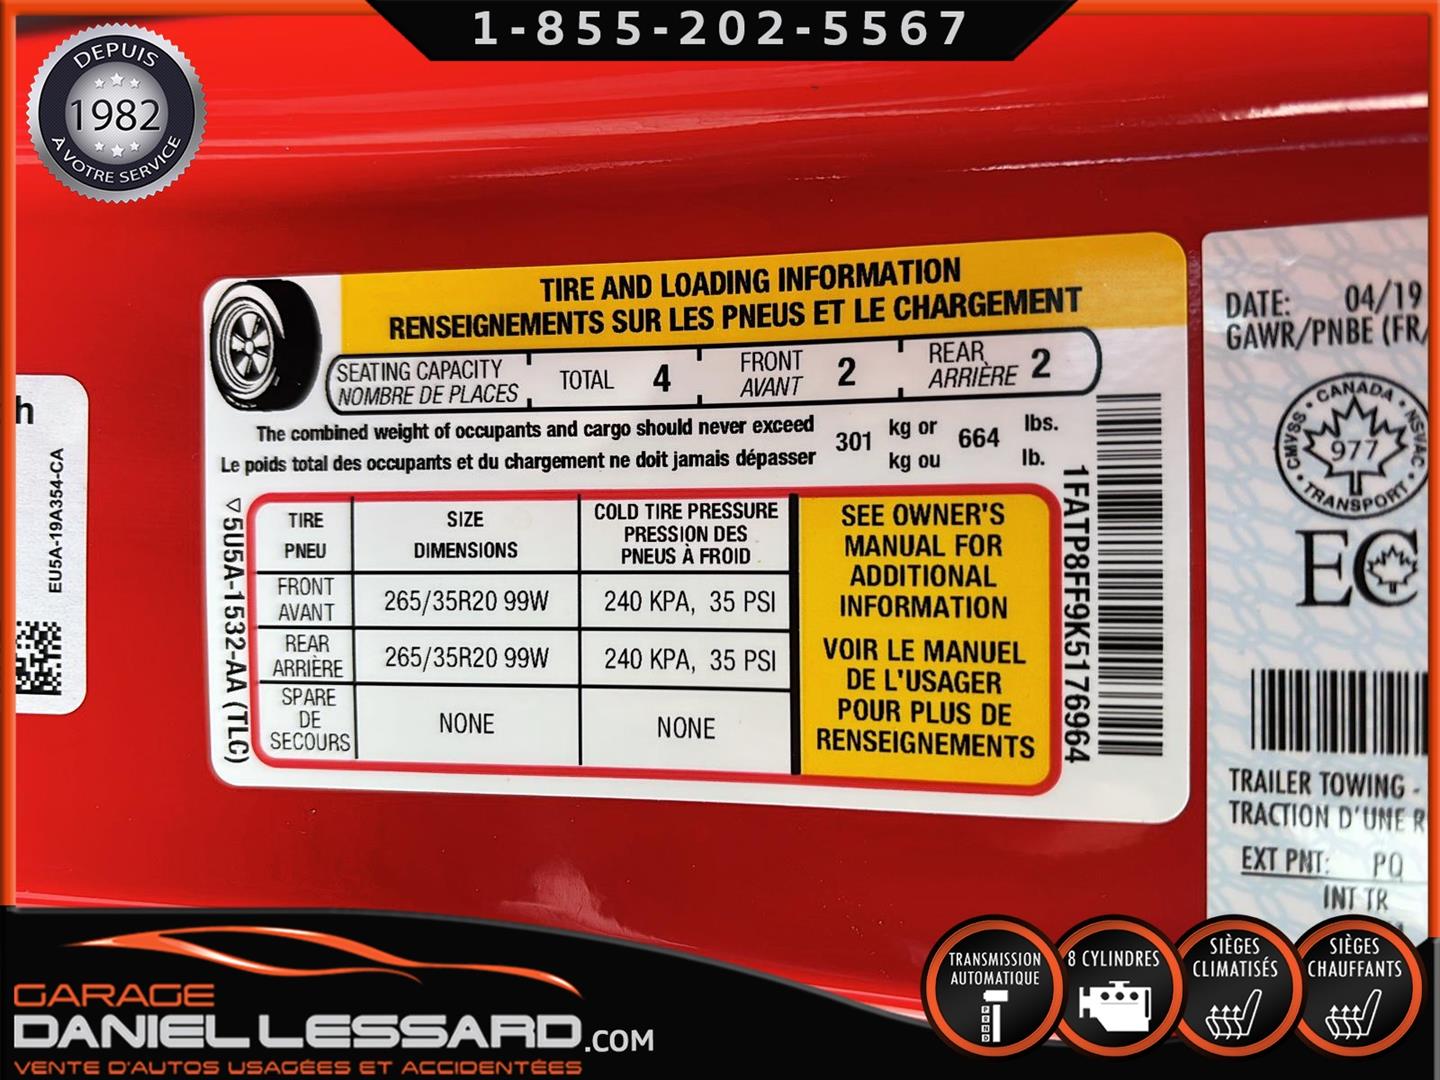 1-855-202-5567
DEPUIS
1982
À VOTRE SERVICE
TIRE AND LOADING INFORMATION
RENSEIGNEMENTS SUR LES PNEUS ET LE CHARGEMENT
SEATING CAPACITY
NOMBRE DE PLACES
TOTAL 4
FRONT
AVANT
2
REAR
ARRIÈRE
2
The combined weight of occupants and cargo should never exceed
Le poids total des occupants et du chargement ne doit jamais dépasser
301
kg or
kg ou
664
lbs.
lb.
5U5A-1532-AA (TLC)
TIRE
PNEU
SIZE
DIMENSIONS
COLD TIRE PRESSURE
PRESSION DES
PNEUS À FROID
FRONT
AVANT
265/35R20 99W
240 KPA, 35 PSI
REAR
ARRIÈRE
265/35R20 99W
240 KPA, 35 PSI
SPARE
DE
SECOURS
NONE
NONE
SEE OWNER'S
MANUAL FOR
ADDITIONAL
INFORMATION
VOIR LE MANUEL
DE L'USAGER
POUR PLUS DE
RENSEIGNEMENTS
1FATP8FF9K5176964
h
EU5A-19A354-CA
DATE: 04/19
GAWR/PNBE (FR/
CANADA
CMVSS
NSVAC
977
TRANSPORT
EC
TRAILER TOWING -
TRACTION D'UNE R
EXT PNT: PQ
INT TR
GARAGE
DANIEL LESSARD.COM
VENTE D'AUTOS USAGÉES ET ACCIDENTÉES
TRANSMISSION
AUTOMATIQUE
P
R
N
D
8 CYLINDRES
SIÈGES
CLIMATISÉS
SIÈGES
CHAUFFANTS